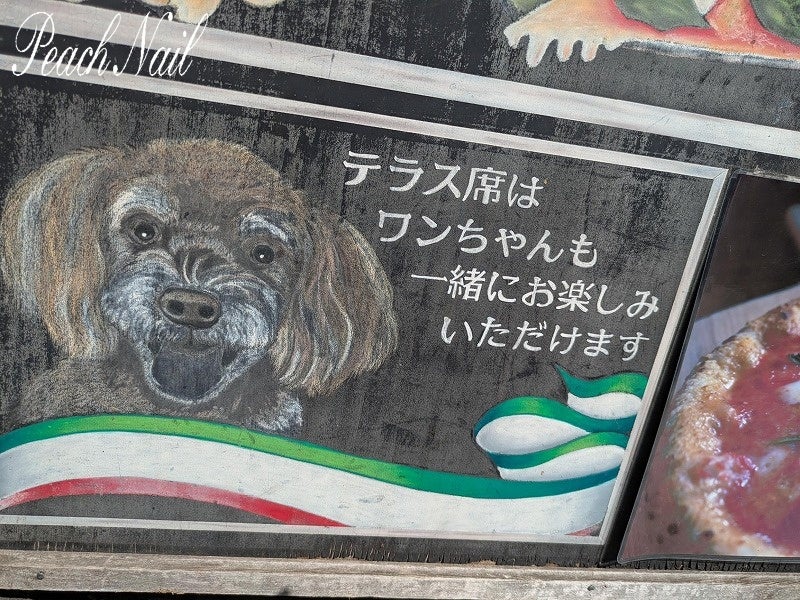 Peach Nail
テラス席は
ワンちゃんも
一緒にお楽しみ
いただけます